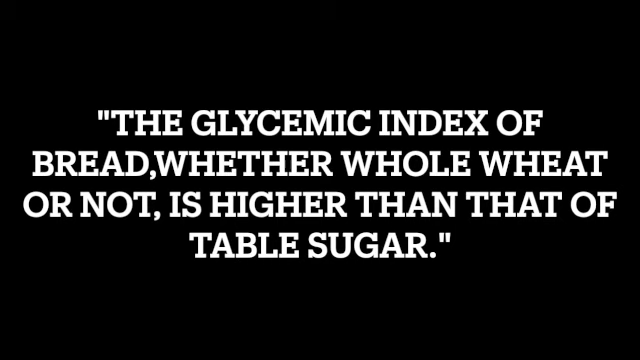 "THE GLYCEMIC INDEX OF
BREAD,WHETHER WHOLE WHEAT
OR NOT, IS HIGHER THAN THAT OF
TABLE SUGAR."